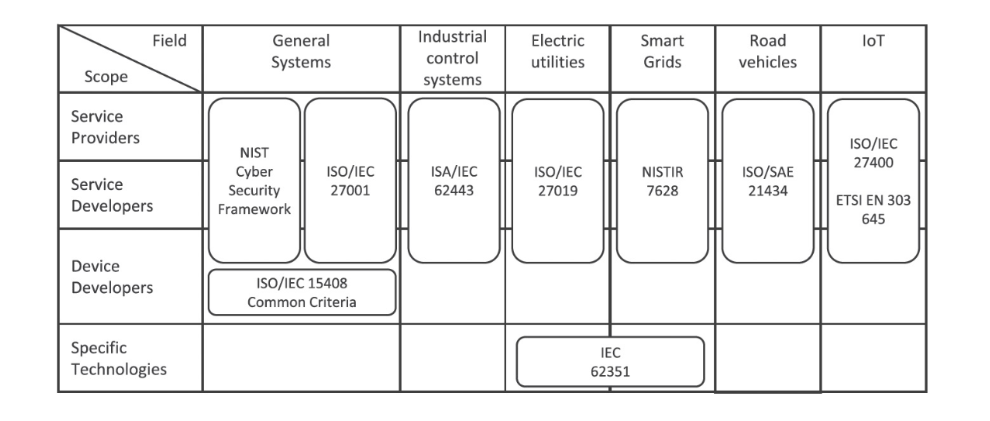 Field
Scope
General
Systems
Industrial
control
systems
Electric
utilities
Smart
Grids
Road
vehicles
IoT
Service
Providers
Service
Developers
Device
Developers
Specific
Technologies
NIST
Cyber
Security
Framework
ISO/IEC
27001
ISA/IEC
62443
ISO/IEC
27019
NISTIR
7628
ISO/SAE
21434
ISO/IEC
27400
ETSI EN 303
645
ISO/IEC 15408
Common Criteria
IEC
62351